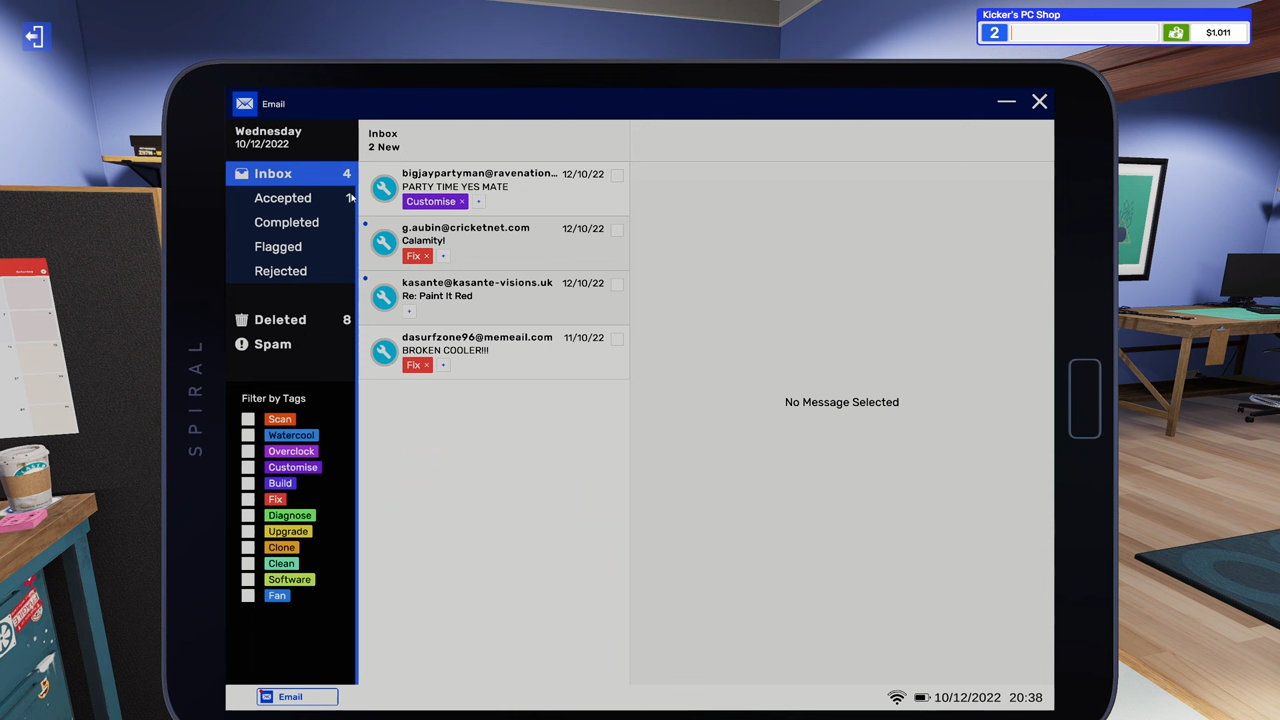 Kicker's PC Shop
2
$1,011
Email
Wednesday
10/12/2022
Inbox 4
Accepted 1
Completed
Flagged
Rejected
Deleted 8
Spam
Filter by Tags
Scan
Watercool
Overclock
Customise
Build
Fix
Diagnose
Upgrade
Clone
Clean
Software
Fan
Inbox
2 New
bigjaypartyman@ravenation... 12/10/22
PARTY TIME YES MATE
Customise × +
g.aubin@cricketnet.com 12/10/22
Calamity!
Fix × +
kasante@kasante-visions.uk 12/10/22
Re: Paint It Red
+
dasurfzone96@memeail.com 11/10/22
BROKEN COOLER!!!
Fix × +
No Message Selected
SPIRAL
Email
10/12/2022 20:38